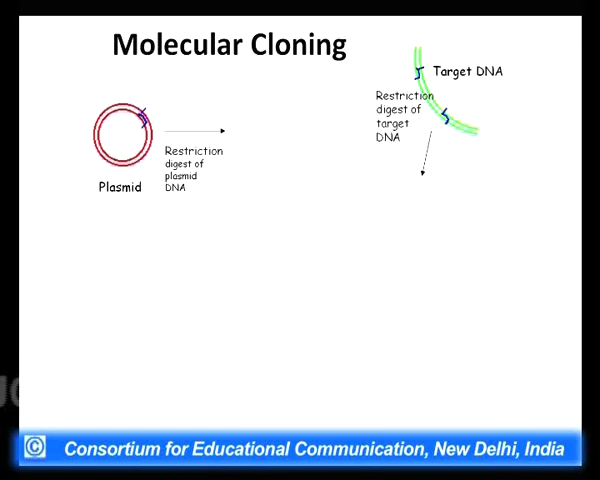 Molecular Cloning
Target DNA
Restriction
digest of
target
DNA
Restriction
digest of
plasmid
DNA
Plasmid
© Consortium for Educational Communication, New Delhi, India